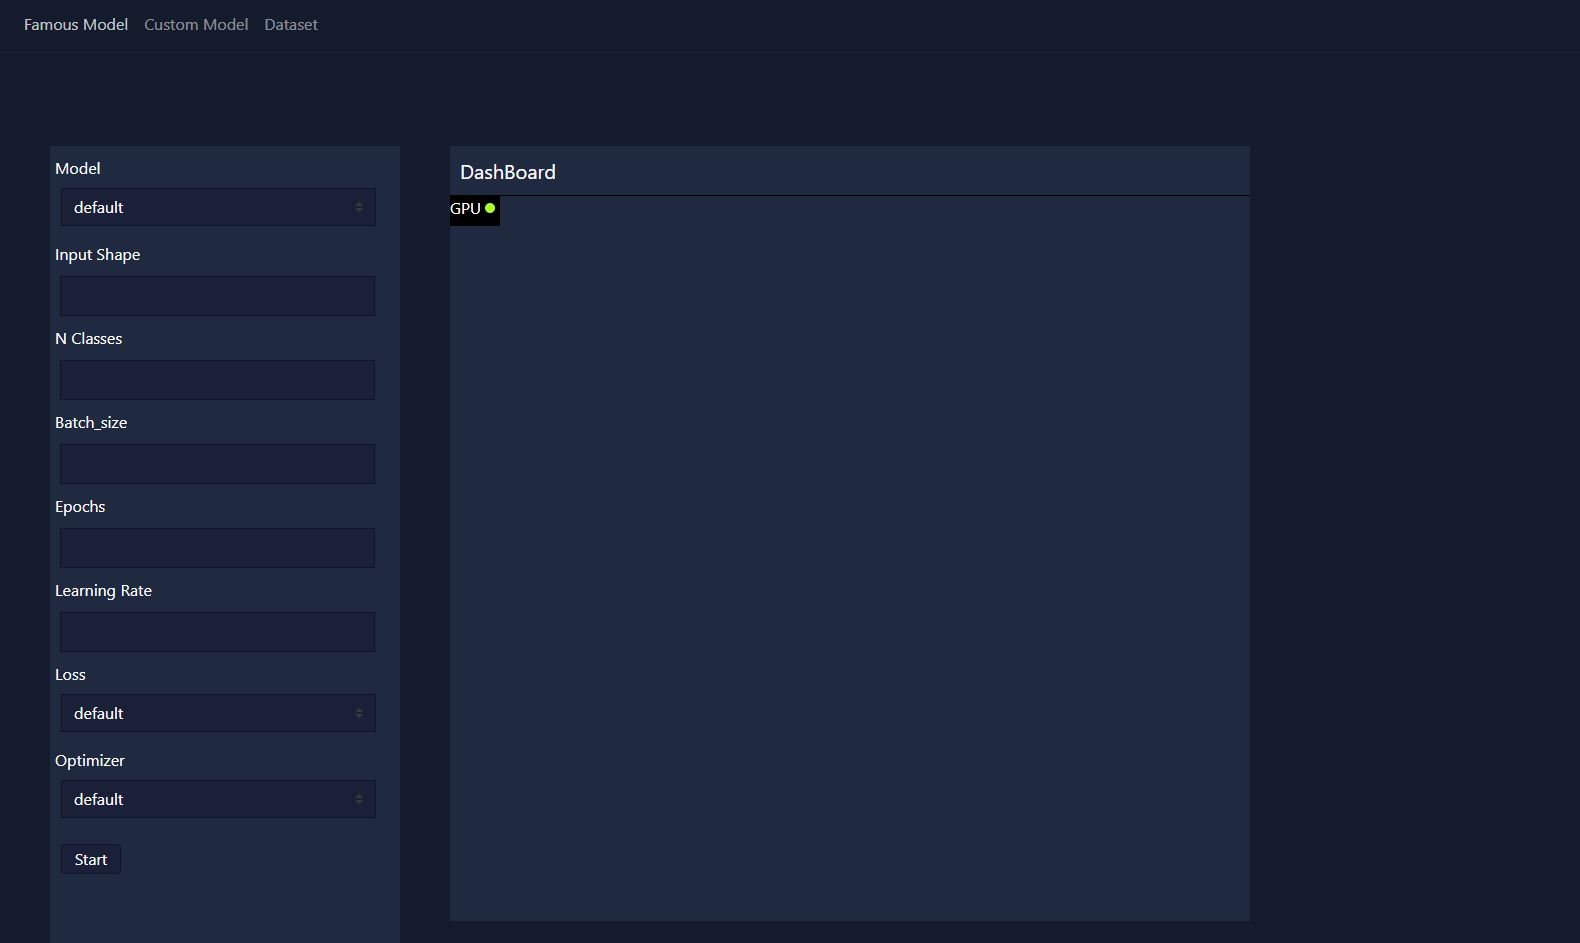 Famous Model Custom Model Dataset
Model
default
Input Shape
N Classes
Batch_size
Epochs
Learning Rate
Loss
default
Optimizer
default
Start
DashBoard
GPU